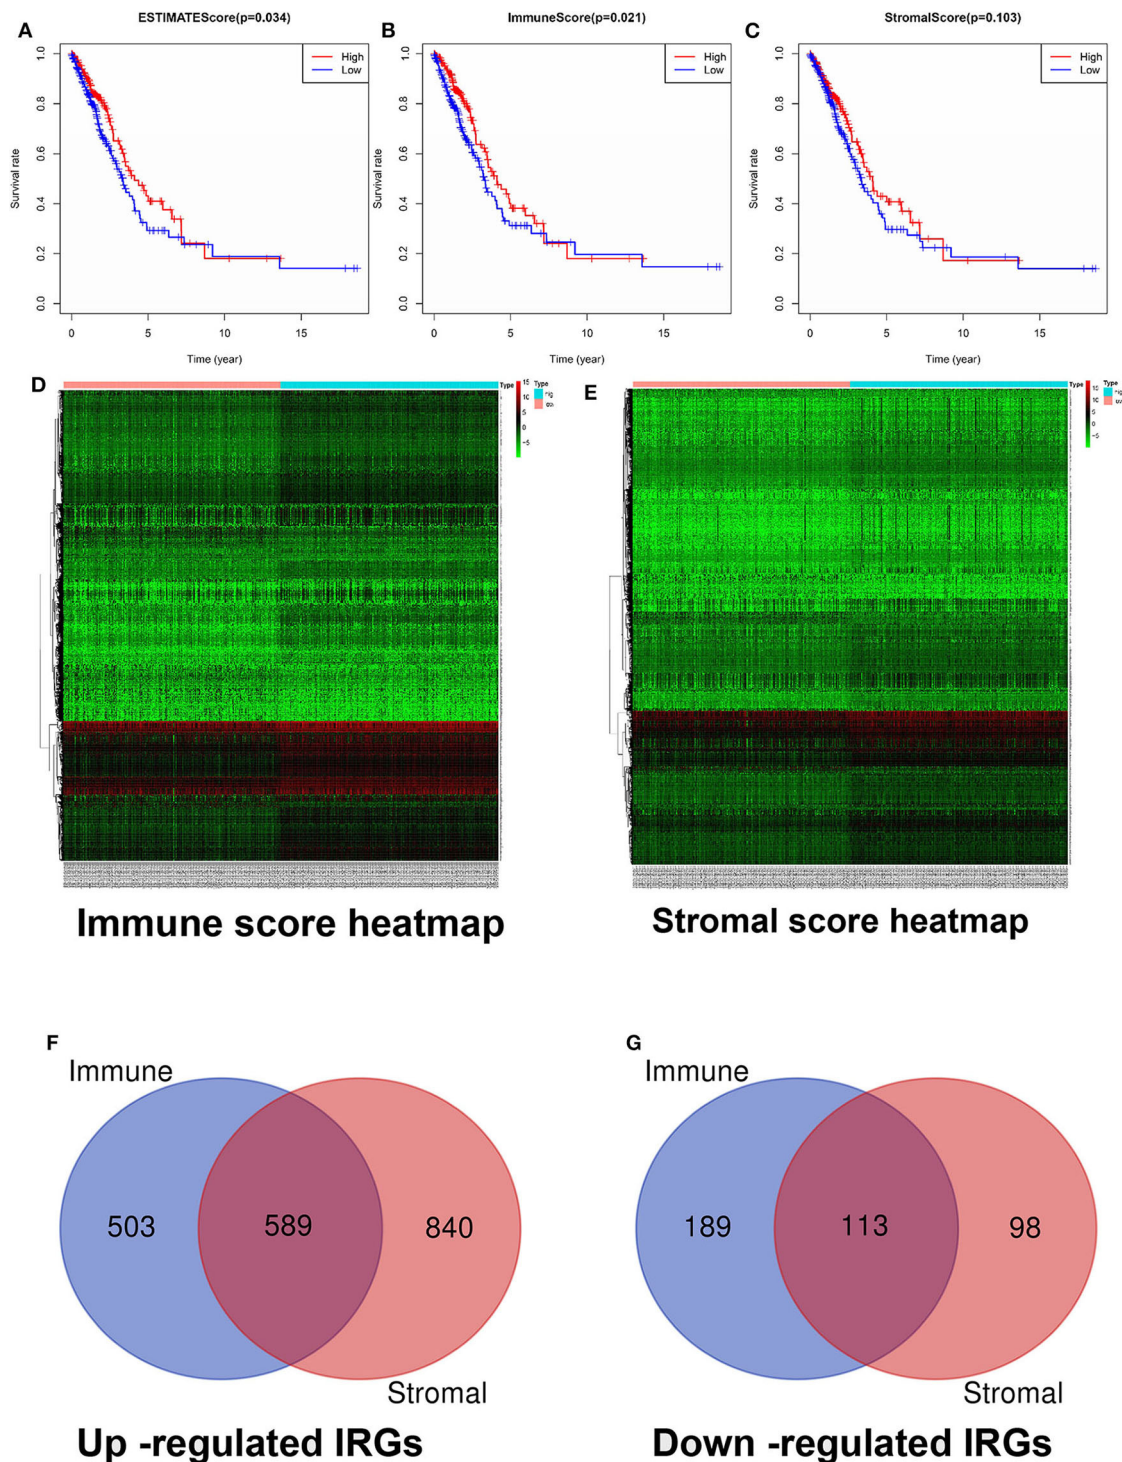 A
ESTIMATEScore(p=0.034)
High
Low
Survival rate
1.0
0.8
0.6
0.4
0.2
0.0
0
5
10
15
Time (year)
B
ImmuneScore(p=0.021)
High
Low
Survival rate
1.0
0.8
0.6
0.4
0.2
0.0
0
5
10
15
Time (year)
C
StromalScore(p=0.103)
High
Low
Survival rate
1.0
0.8
0.6
0.4
0.2
0.0
0
5
10
15
Time (year)
D
Type
15
10
5
0
−5
Type
Immune score heatmap
E
Type
15
10
5
0
−5
Type
Stromal score heatmap
F
Immune
503
589
840
Stromal
Up -regulated IRGs
G
Immune
189
113
98
Stromal
Down -regulated IRGs